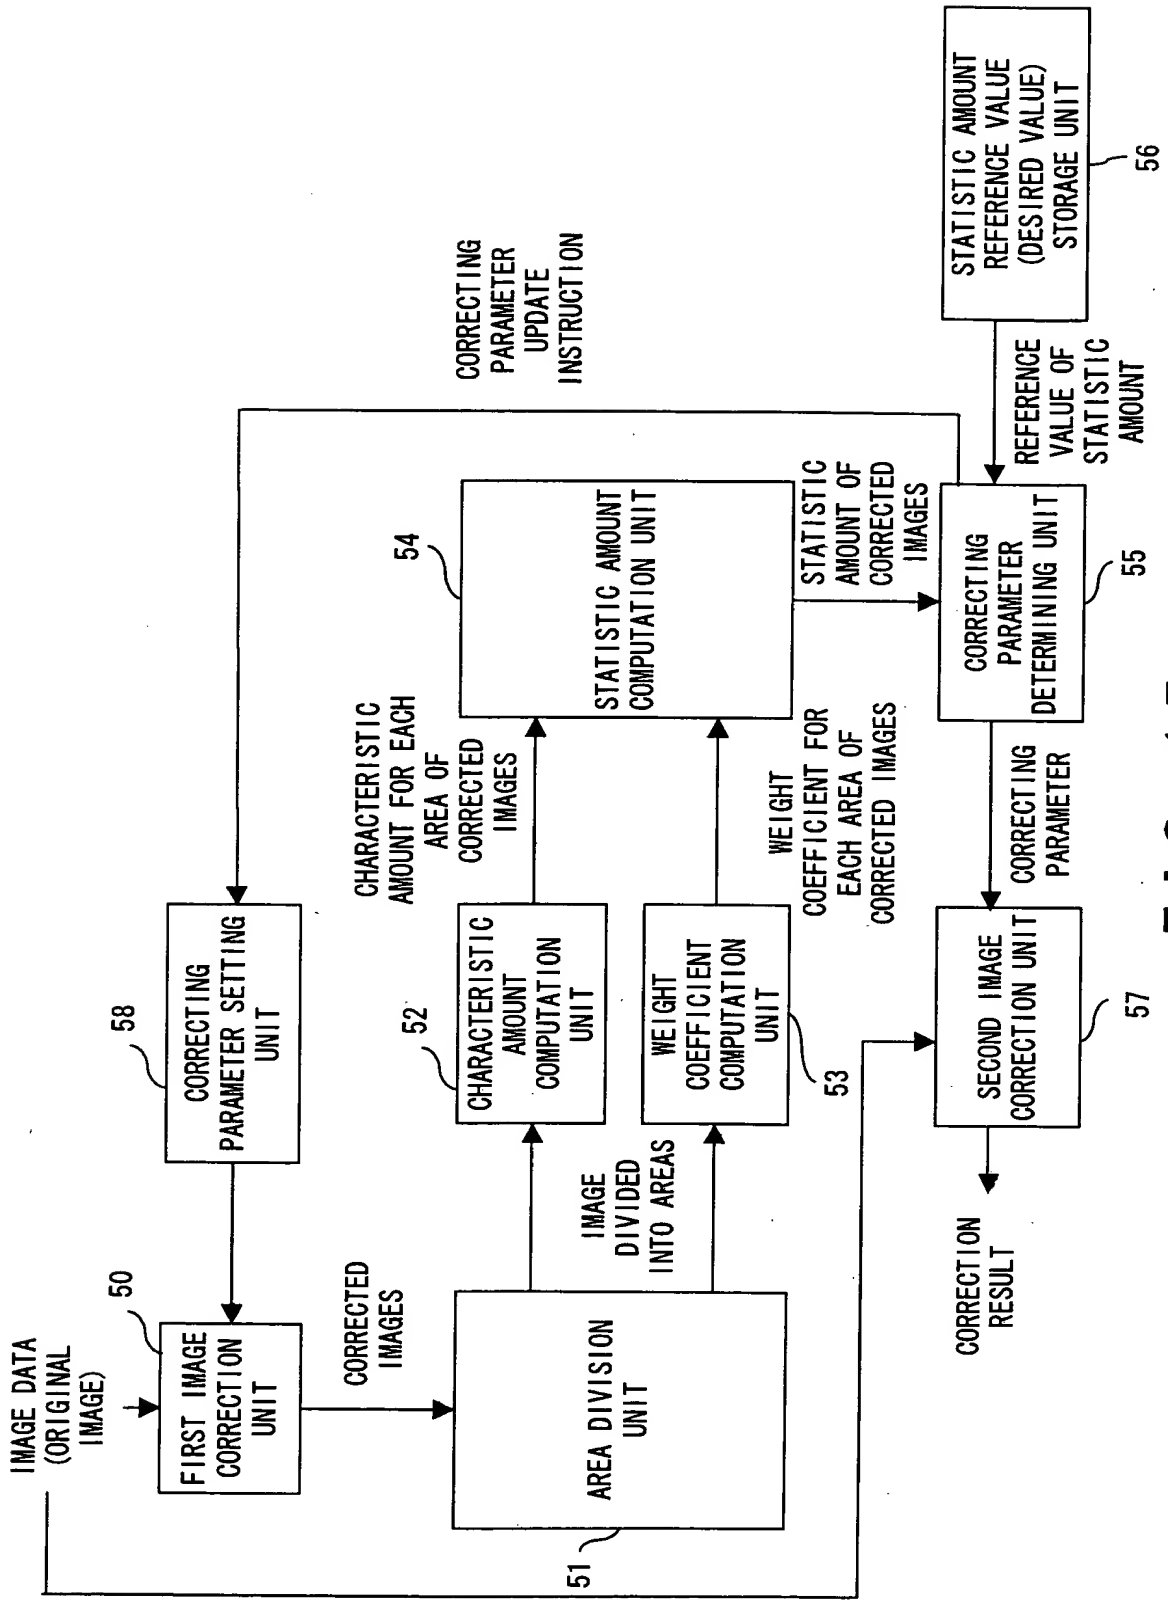 IMAGE DATA
(ORIGINAL
IMAGE)
50
FIRST IMAGE
CORRECTION
UNIT
58
CORRECTING
PARAMETER SETTING
UNIT
CORRECTING
PARAMETER
UPDATE
INSTRUCTION
CORRECTED
IMAGES
51
AREA DIVISION
UNIT
IMAGE
DIVIDED
INTO AREAS
52
CHARACTERISTIC
AMOUNT
COMPUTATION
UNIT
WEIGHT
COEFFICIENT
COMPUTATION
UNIT
53
CHARACTERISTIC
AMOUNT FOR EACH
AREA OF
CORRECTED
IMAGES
WEIGHT
COEFFICIENT FOR
EACH AREA OF
CORRECTED IMAGES
54
STATISTIC AMOUNT
COMPUTATION UNIT
STATISTIC
AMOUNT OF
CORRECTED
IMAGES
CORRECTION
RESULT
SECOND IMAGE
CORRECTION UNIT
57
CORRECTING
PARAMETER
CORRECTING
PARAMETER
DETERMINING UNIT
55
REFERENCE
VALUE OF
STATISTIC
AMOUNT
STATISTIC AMOUNT
REFERENCE VALUE
(DESIRED VALUE)
STORAGE UNIT
56